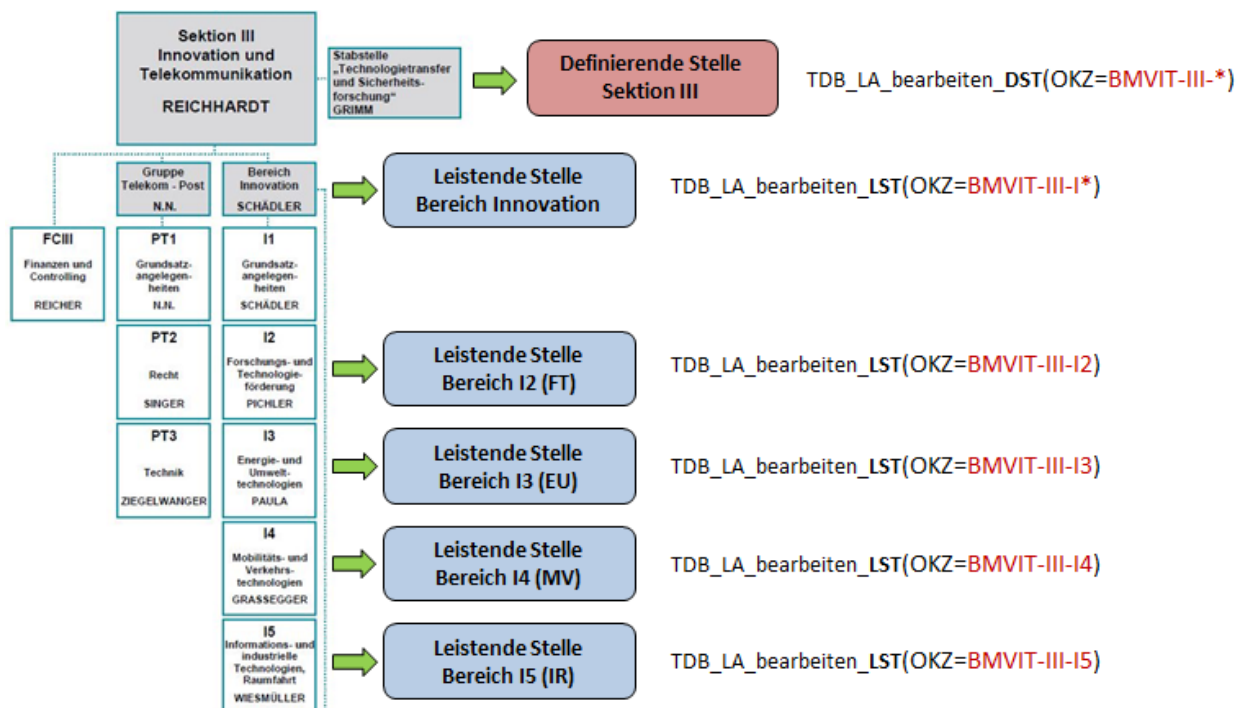 Sektion III
Innovation und
Telekommunikation
REICHHARDT
Stabstelle
„Technologietransfer
und Sicherheits-
forschung“
GRIMM
Definierende Stelle
Sektion III
TDB_LA_bearbeiten_DST(OKZ=BMVIT-III-*)
Gruppe
Telekom - Post
N.N.
Bereich
Innovation
SCHÄDLER
Leistende Stelle
Bereich Innovation
TDB_LA_bearbeiten_LST(OKZ=BMVIT-III-I*)
FCIII
Finanzen und
Controlling
REICHER
PT1
Grundsatz-
angelegen-
heiten
N.N.
I1
Grundsatz-
angelegen-
heiten
SCHÄDLER
PT2
Recht
SINGER
I2
Forschungs- und
Technologie-
förderung
PICHLER
Leistende Stelle
Bereich I2 (FT)
TDB_LA_bearbeiten_LST(OKZ=BMVIT-III-I2)
PT3
Technik
ZIEGELWANGER
I3
Energie- und
Umwelt-
technologien
PAULA
Leistende Stelle
Bereich I3 (EU)
TDB_LA_bearbeiten_LST(OKZ=BMVIT-III-I3)
I4
Mobilitäts- und
Verkehrs-
technologien
GRASSEGGER
Leistende Stelle
Bereich I4 (MV)
TDB_LA_bearbeiten_LST(OKZ=BMVIT-III-I4)
I5
Informations- und
industrielle
Technologien,
Raumfahrt
WIESMÜLLER
Leistende Stelle
Bereich I5 (IR)
TDB_LA_bearbeiten_LST(OKZ=BMVIT-III-I5)